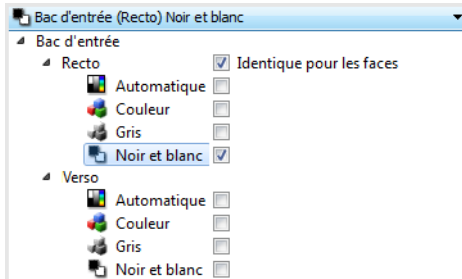 Bac d'entrée (Recto) Noir et blanc
Bac d'entrée
Recto Identique pour les faces
Automatique
Couleur
Gris
Noir et blanc
Verso
Automatique
Couleur
Gris
Noir et blanc